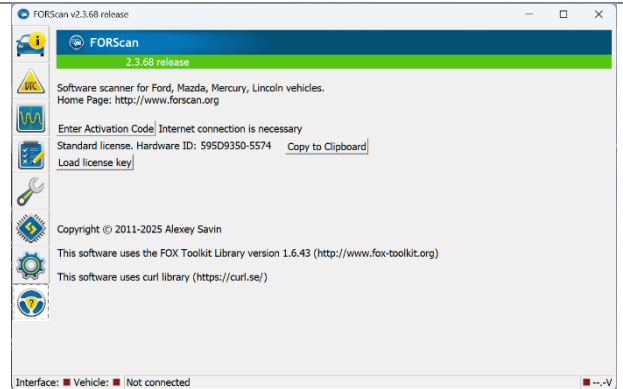 FORScan v2.3.68 release
FORScan
2.3.68 release
DTC
Software scanner for Ford, Mazda, Mercury, Lincoln vehicles.
Home Page: http://www.forscan.org
Enter Activation Code Internet connection is necessary
Standard license. Hardware ID: 595D9350-5574 Copy to Clipboard
Load license key
Copyright © 2011-2025 Alexey Savin
This software uses the FOX Toolkit Library version 1.6.43 (http://www.fox-toolkit.org)
This software uses curl library (https://curl.se/)
Interface: Vehicle: Not connected --.-V